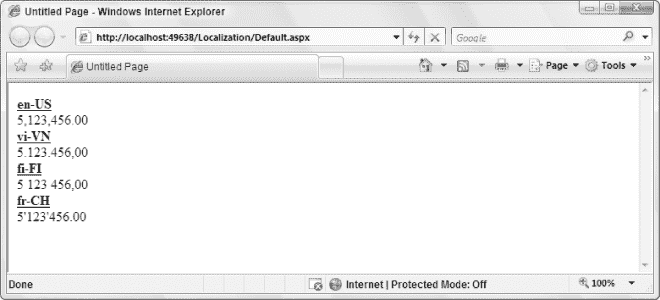 Untitled Page - Windows Internet Explorer
http://localhost:49638/Localization/Default.aspx
Google
Untitled Page
Page
Tools
en-US
5,123,456.00
vi-VN
5.123.456,00
fi-FI
5 123 456,00
fr-CH
5'123'456.00
Done
Internet | Protected Mode: Off
100%